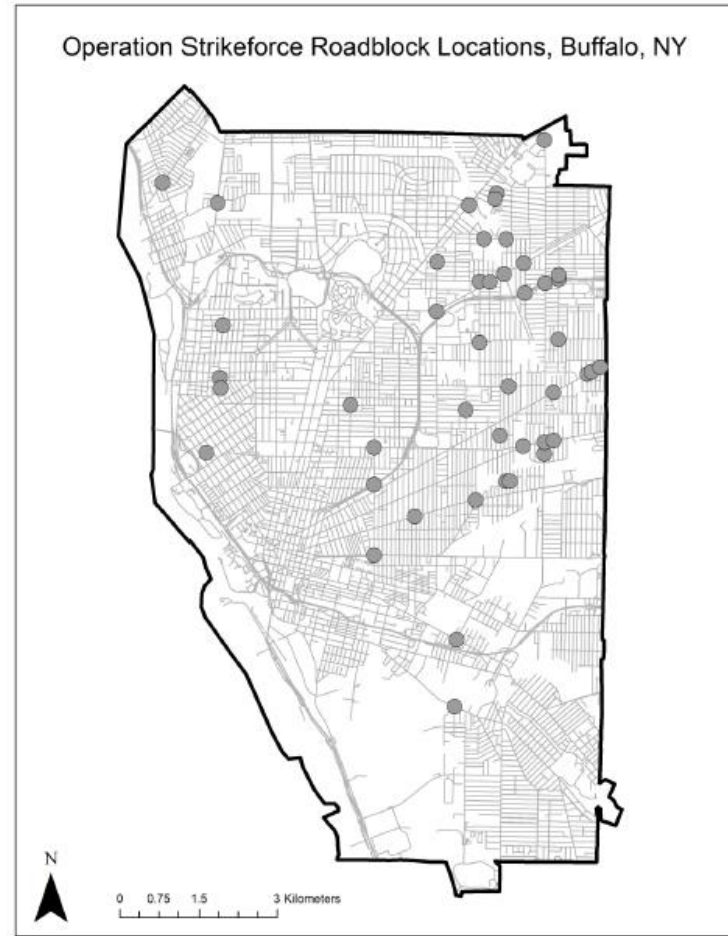 Operation Strikeforce Roadblock Locations, Buffalo, NY
N
0 0.75 1.5 3 Kilometers